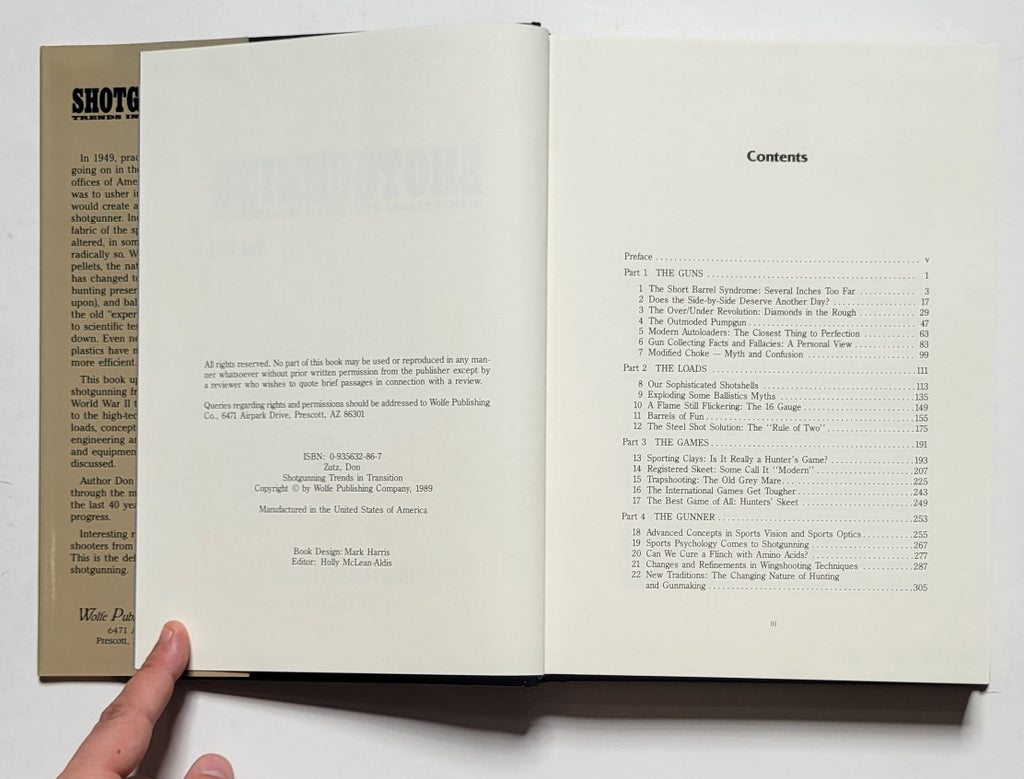 SHOTG
TRENDS IN
In 1949, prac
going on in the
offices of Ame
was to usher i
would create a
shotgunner. In
fabric of the sp
altered, in som
radically so. W
pellets, the nat
has changed to
hunting preser
upon), and bal
the old "exper
to scientific tes
down. Even ne
plastics have n
more efficient.
This book up
shotgunning fr
World War II t
to the high-tec
loads, concept
engineering an
and equipmen
discussed.
Author Don
through the m
the last 40 yea
progress.
Interesting r
shooters from
This is the def
shotgunning.
Wolfe Pub
6471 A
Prescott,
All rights reserved. No part of this book may be used or reproduced in any man-
ner whatsoever without prior written permission from the publisher except by
a reviewer who wishes to quote brief passages in connection with a review.
Queries regarding rights and permissions should be addressed to Wolfe Publishing
Co., 6471 Airpark Drive, Prescott, AZ 86301
ISBN: 0-935632-86-7
Zutz, Don
Shotgunning Trends in Transition
Copyright © by Wolfe Publishing Company, 1989
Manufactured in the United States of America
Book Design: Mark Harris
Editor: Holly McLean-Aldis
Contents
Preface . . . . . . . . . . v
Part 1 THE GUNS . . . . . . . . . . 1
1 The Short Barrel Syndrome: Several Inches Too Far . . . . . . . . . . 3
2 Does the Side-by-Side Deserve Another Day? . . . . . . . . . . 17
3 The Over/Under Revolution: Diamonds in the Rough . . . . . . . . . . 29
4 The Outmoded Pumpgun . . . . . . . . . . 47
5 Modern Autoloaders: The Closest Thing to Perfection . . . . . . . . . . 63
6 Gun Collecting Facts and Fallacies: A Personal View . . . . . . . . . . 83
7 Modified Choke — Myth and Confusion . . . . . . . . . . 99
Part 2 THE LOADS . . . . . . . . . . 111
8 Our Sophisticated Shotshells . . . . . . . . . . 113
9 Exploding Some Ballistics Myths . . . . . . . . . . 135
10 A Flame Still Flickering: The 16 Gauge . . . . . . . . . . 149
11 Barrels of Fun . . . . . . . . . . 155
12 The Steel Shot Solution: The "Rule of Two" . . . . . . . . . . 175
Part 3 THE GAMES . . . . . . . . . . 191
13 Sporting Clays: Is It Really a Hunter's Game? . . . . . . . . . . 193
14 Registered Skeet: Some Call It "Modern" . . . . . . . . . . 207
15 Trapshooting: The Old Grey Mare . . . . . . . . . . 225
16 The International Games Get Tougher . . . . . . . . . . 243
17 The Best Game of All: Hunters' Skeet . . . . . . . . . . 249
Part 4 THE GUNNER . . . . . . . . . . 253
18 Advanced Concepts in Sports Vision and Sports Optics . . . . . . . . . . 255
19 Sports Psychology Comes to Shotgunning . . . . . . . . . . 267
20 Can We Cure a Flinch with Amino Acids? . . . . . . . . . . 277
21 Changes and Refinements in Wingshooting Techniques . . . . . . . . . . 287
22 New Traditions: The Changing Nature of Hunting
and Gunmaking . . . . . . . . . . 305
iii